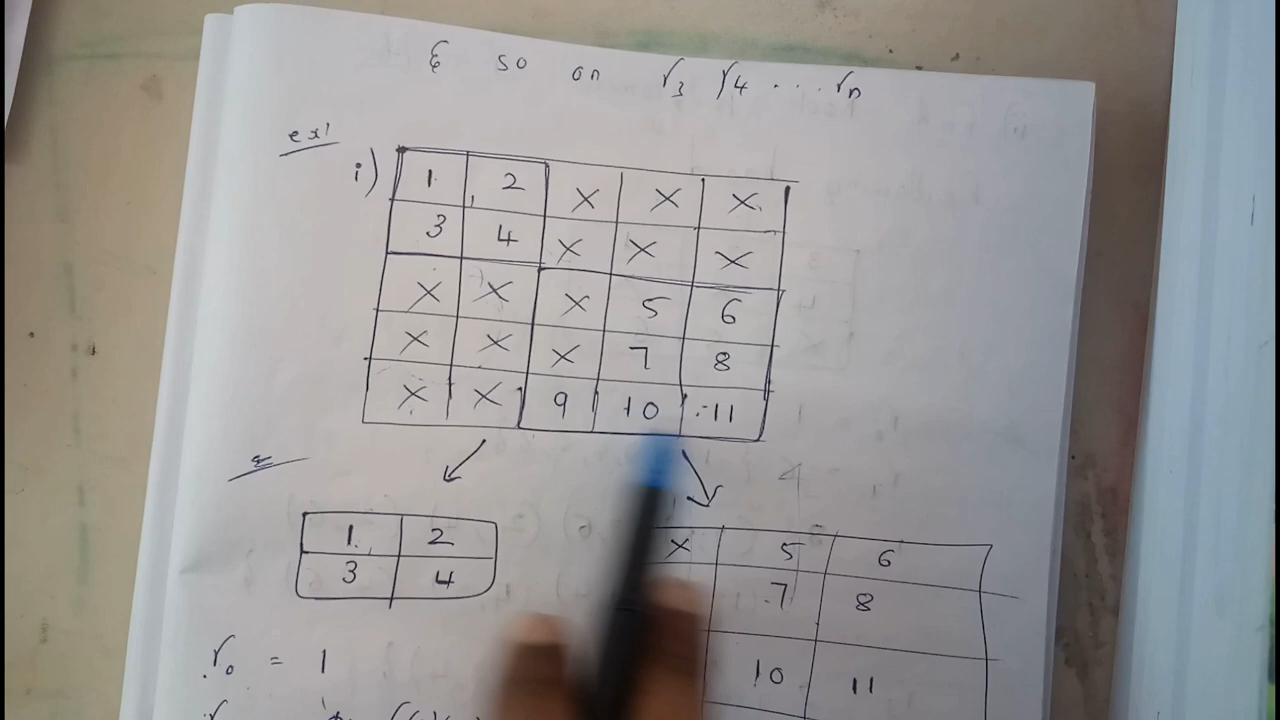 & so on r3 r4 ... rn
ex1
i)
1 2 X X X
3 4 X X X
X X X 5 6
X X X 7 8
X X 9 10 11
1 2
3 4
X 5 6
7 8
10 11
r0 = 1